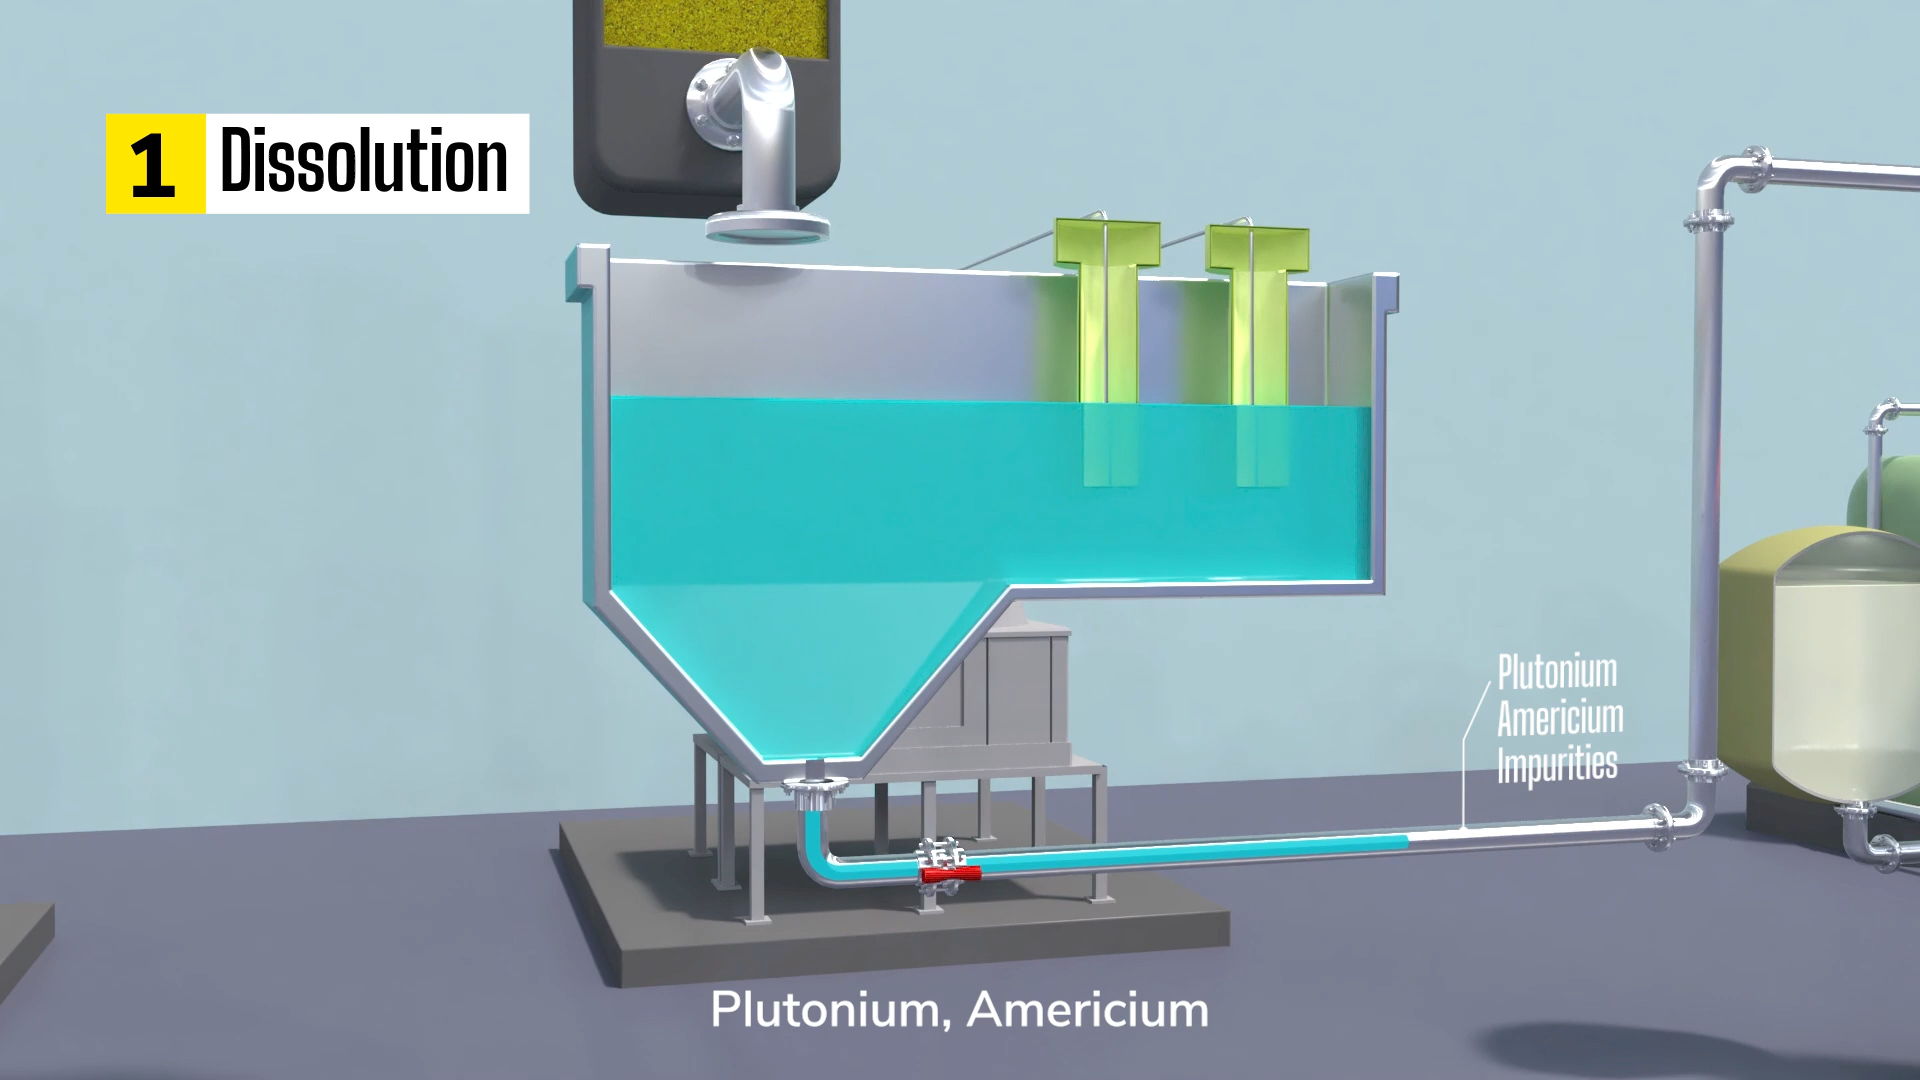 1 Dissolution
Plutonium
Americium
Impurities
Plutonium, Americium